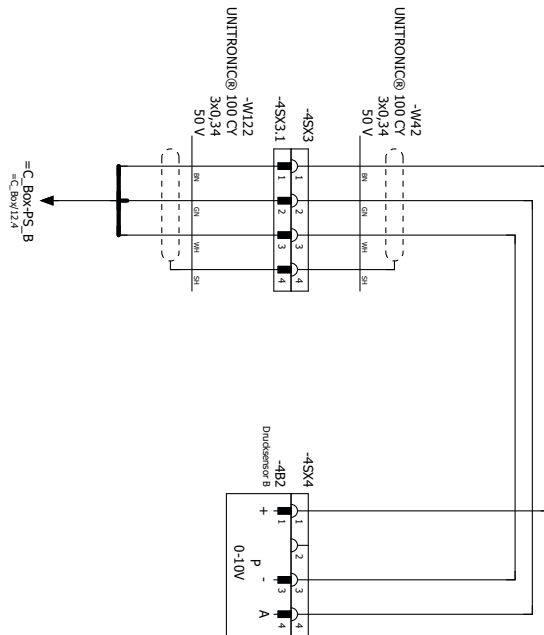 -W42
UNITRONIC® 100 CY
3x0,34
50 V
BN
GN
WH
SH
-4SX3
1
2
3
4
-4SX3.1
1
2
3
4
-W122
UNITRONIC® 100 CY
3x0,34
50 V
BN
GN
WH
SH
=C_Box-PS_B
=C_Box/12.4
-4SX4
1
2
3
4
-4B2
Drucksensor B
1
3
4
+
-
A
P
0-10V